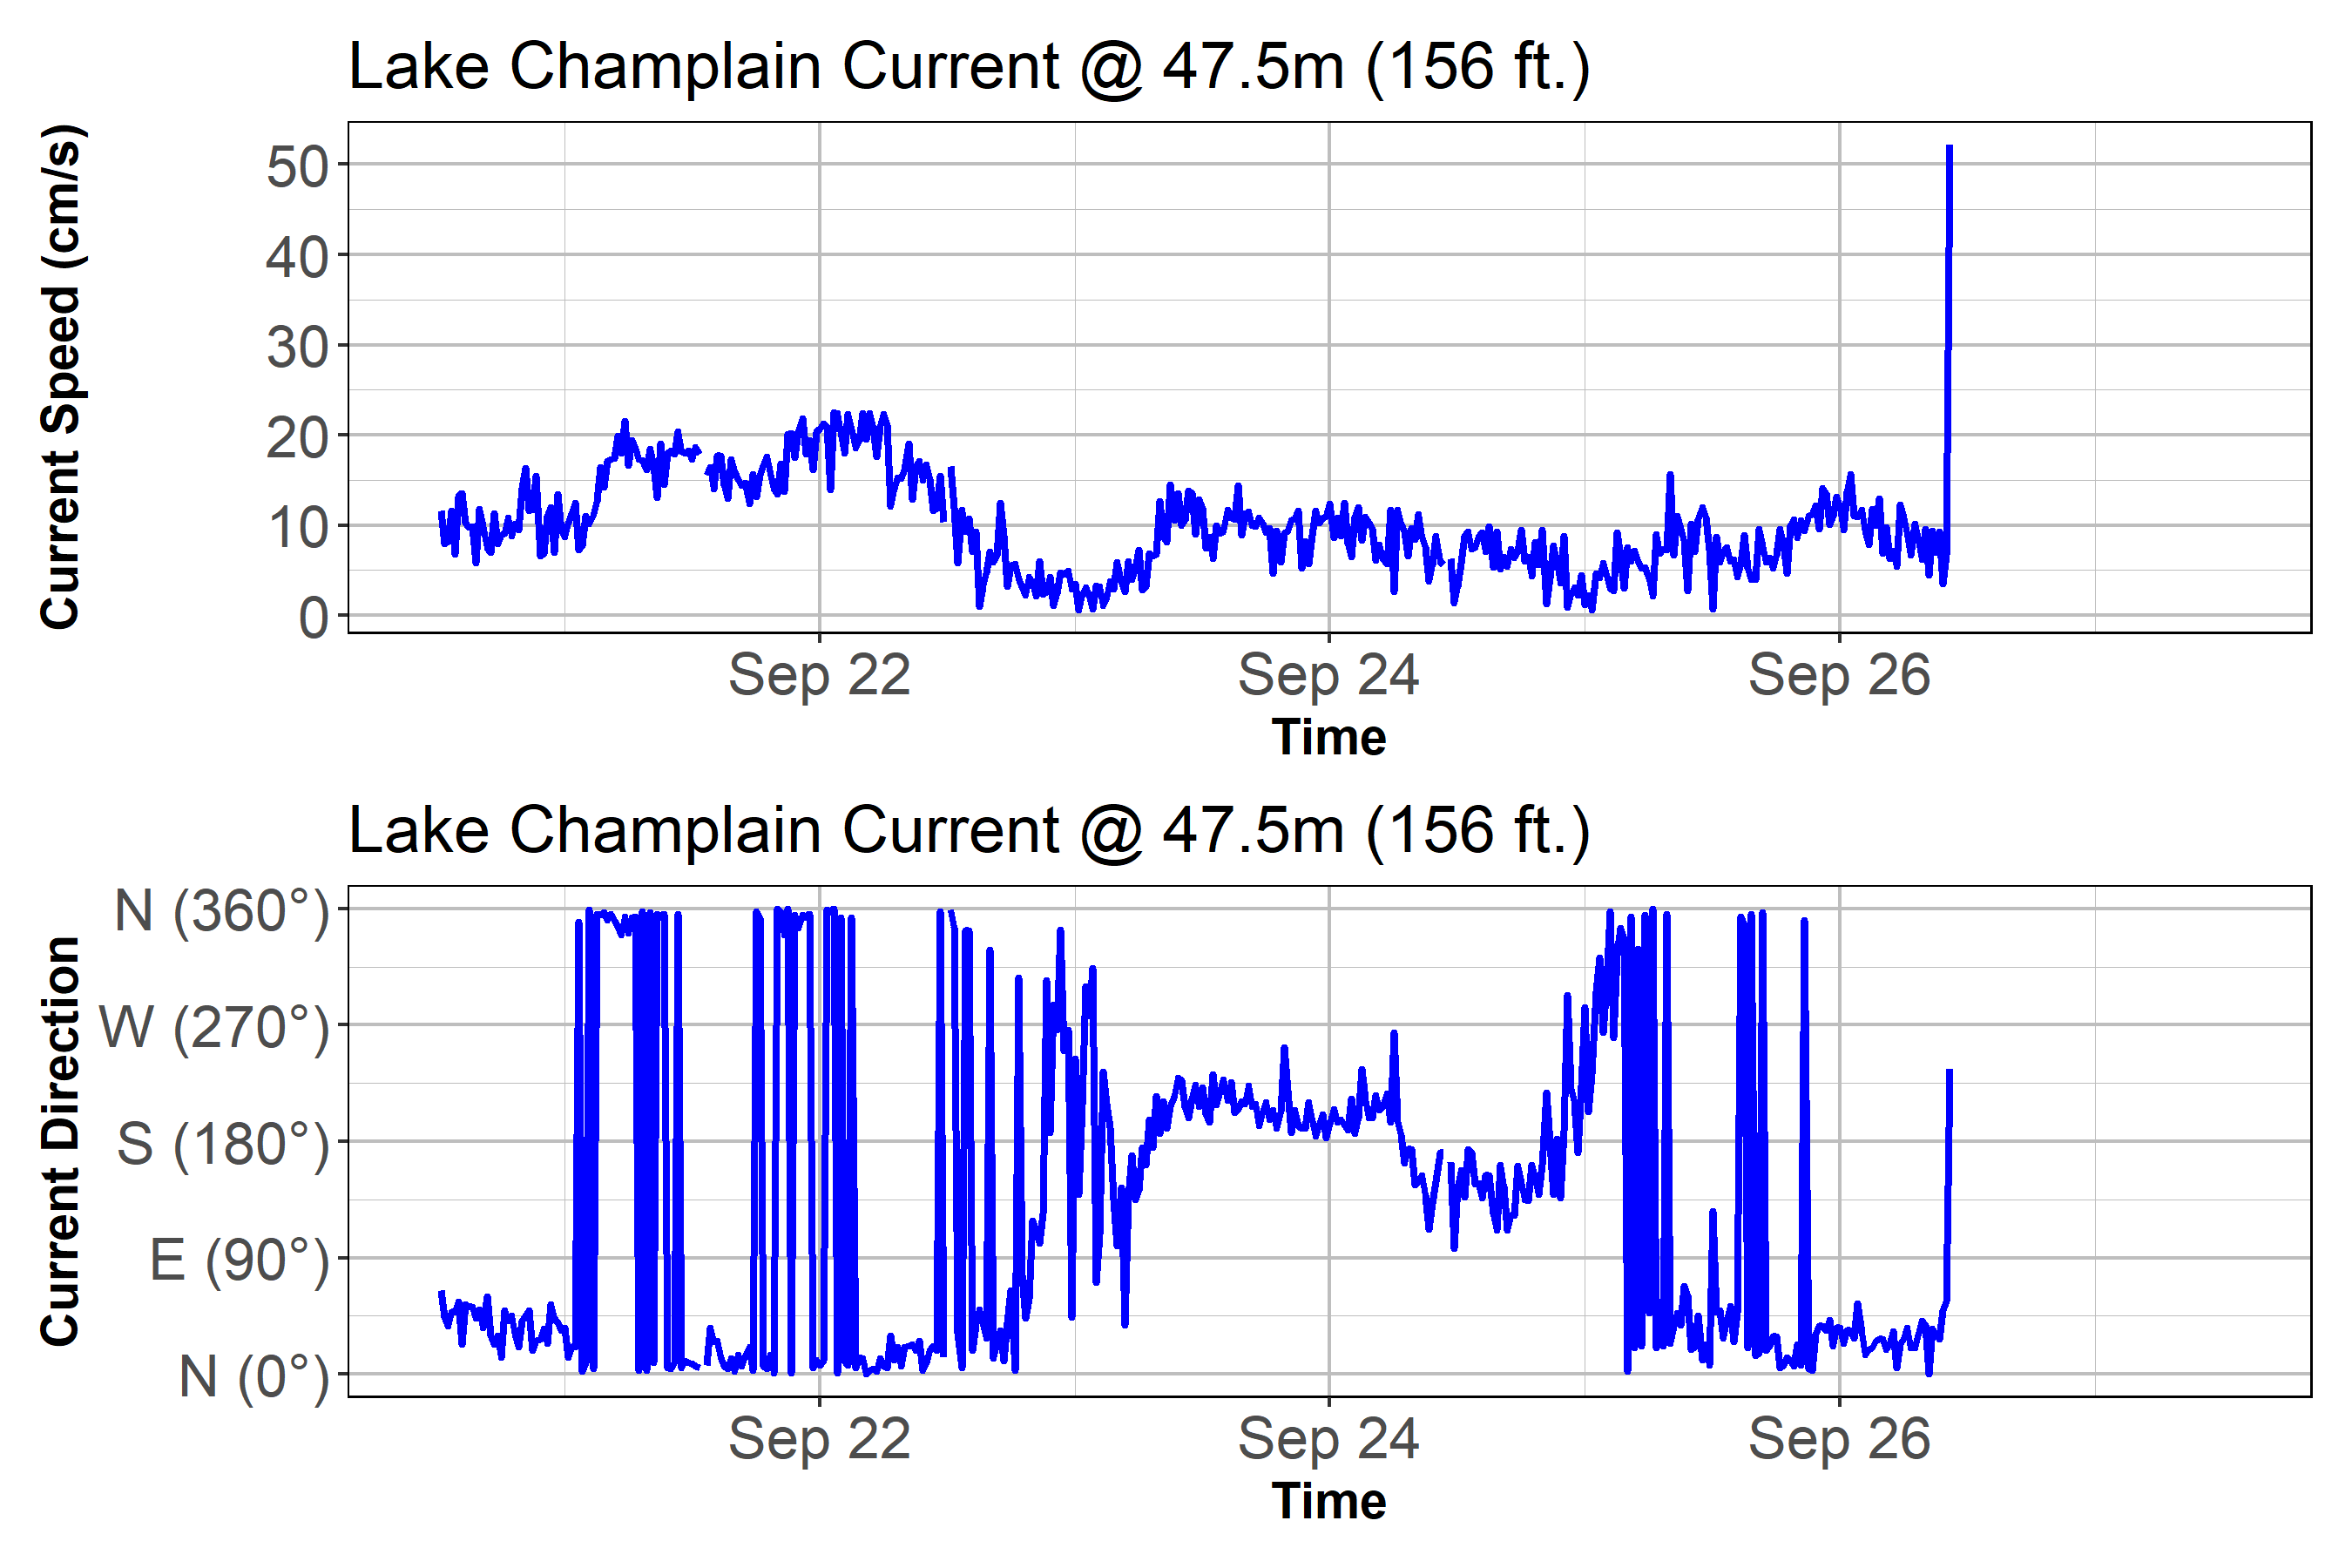 Lake Champlain Current @ 47.5m (156 ft.)
Current Speed (cm/s)
50
40
30
20
10
0
Sep 22
Sep 24
Sep 26
Time
Lake Champlain Current @ 47.5m (156 ft.)
Current Direction
N (360°)
W (270°)
S (180°)
E (90°)
N (0°)
Sep 22
Sep 24
Sep 26
Time